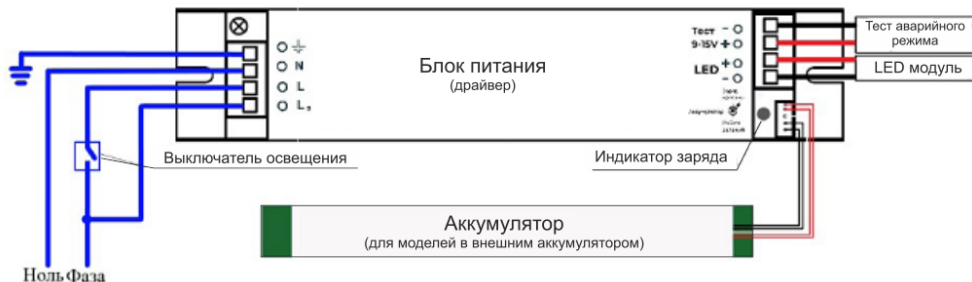 Тест
9-15V
LED
N
L
Блок питания
(драйвер)
Тест аварийного
режима
LED модуль
Выключатель освещения
Индикатор заряда
Аккумулятор
(для моделей в внешним аккумулятором)
Ноль Фаза